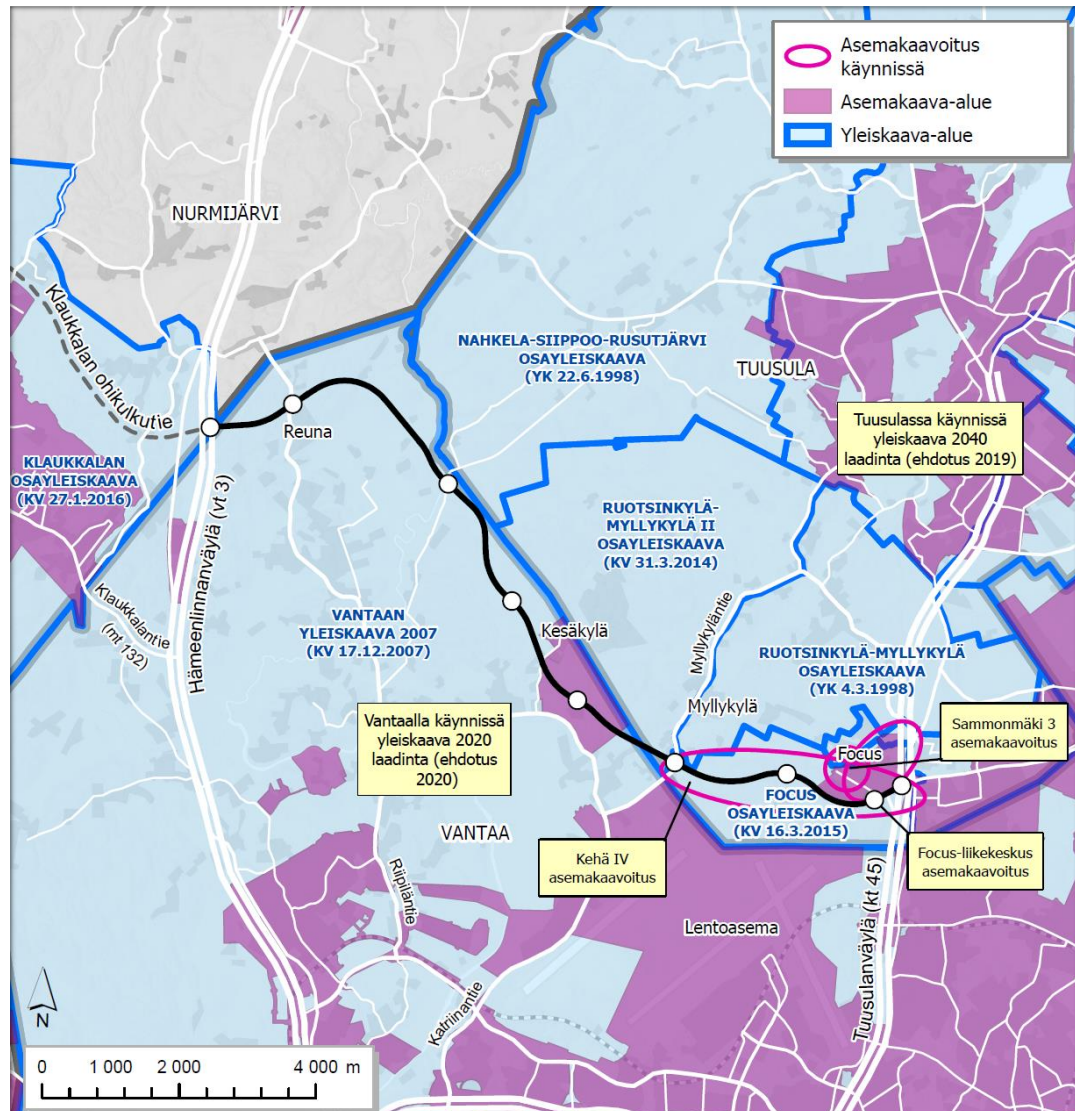 Asemakaavoitus
käynnissä
Asemakaava-alue
Yleiskaava-alue
NURMIJÄRVI
Klaukkalan ohikulkutie
NAHKELA-SIIPPOO-RUSUTJÄRVI
OSAYLEISKAAVA
(YK 22.6.1998)
TUUSULA
Tuusulassa käynnissä
yleiskaava 2040
laadinta (ehdotus 2019)
Reuna
KLAUKKALAN
OSAYLEISKAAVA
(KV 27.1.2016)
Hämeenlinnanväylä (vt 3)
RUOTSINKYLÄ-
MYLLYKYLÄ II
OSAYLEISKAAVA
(KV 31.3.2014)
Klaukkalantie
(mt 132)
VANTAAN
YLEISKAAVA 2007
(KV 17.12.2007)
Kesäkylä
Myllykyläntie
RUOTSINKYLÄ-MYLLYKYLÄ
OSAYLEISKAAVA
(YK 4.3.1998)
Myllykylä
Vantaalla käynnissä
yleiskaava 2020
laadinta (ehdotus
2020)
Sammonmäki 3
asemakaavoitus
Focus
FOCUS
OSAYLEISKAAVA
(KV 16.3.2015)
VANTAA
Kehä IV
asemakaavoitus
Focus-liikekeskus
asemakaavoitus
Riipiläntie
Lentoasema
Tuusulanväylä (kt 45)
Katriinantie
N
0 1 000 2 000 4 000 m